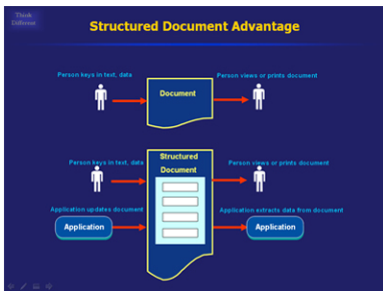 Think
Different
Structured Document Advantage
Person keys in text, data
Person views or prints document
Document
Person keys in text, data
Structured
Document
Person views or prints document
Application updates document
Application extracts data from document
Application
Application